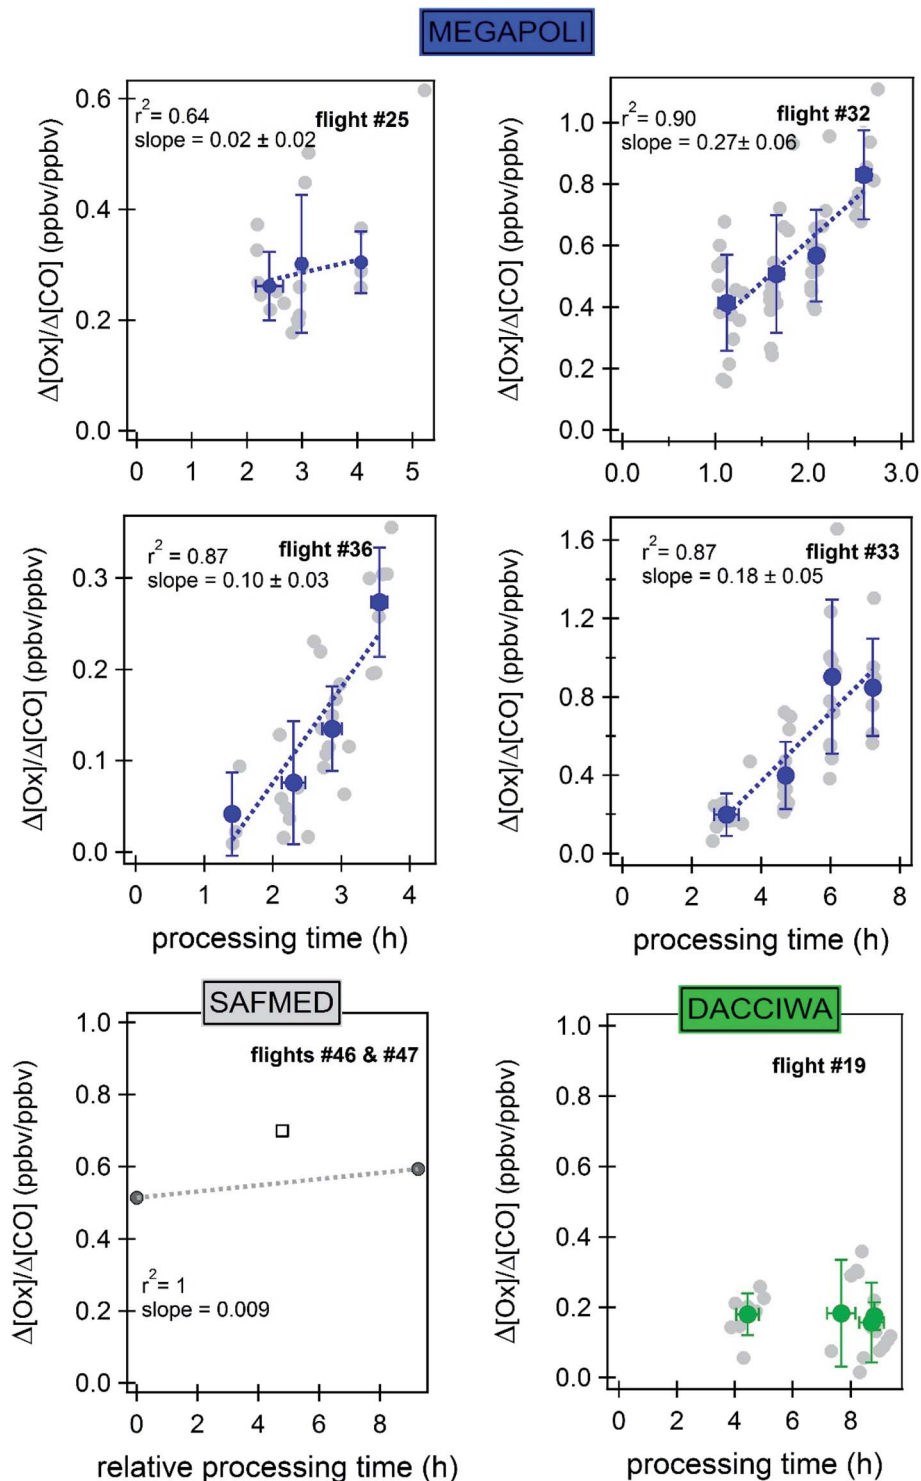 MEGAPOLI
Δ[Ox]/Δ[CO] (ppbv/ppbv)
0.6
0.4
0.2
0.0
r² = 0.64
slope = 0.02 ± 0.02
flight #25
0 1 2 3 4 5
Δ[Ox]/Δ[CO] (ppbv/ppbv)
1.0
0.8
0.6
0.4
0.2
0.0
r² = 0.90
slope = 0.27± 0.06
flight #32
0.0 1.0 2.0 3.0
Δ[Ox]/Δ[CO] (ppbv/ppbv)
0.3
0.2
0.1
0.0
r² = 0.87
slope = 0.10 ± 0.03
flight #36
0 1 2 3 4
processing time (h)
Δ[Ox]/Δ[CO] (ppbv/ppbv)
1.6
1.2
0.8
0.4
0.0
r² = 0.87
slope = 0.18 ± 0.05
flight #33
0 2 4 6 8
processing time (h)
SAFMED
Δ[Ox]/Δ[CO] (ppbv/ppbv)
1.0
0.8
0.6
0.4
0.2
0.0
flights #46 & #47
r²= 1
slope = 0.009
0 2 4 6 8
relative processing time (h)
DACCIWA
Δ[Ox]/Δ[CO] (ppbv/ppbv)
1.0
0.8
0.6
0.4
0.2
0.0
flight #19
0 2 4 6 8
processing time (h)